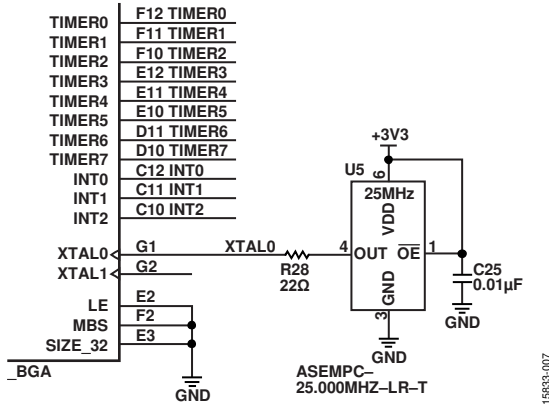 TIMER0 F12 TIMER0
TIMER1 F11 TIMER1
TIMER2 F10 TIMER2
TIMER3 E12 TIMER3
TIMER4 E11 TIMER4
TIMER5 E10 TIMER5
TIMER6 D11 TIMER6
TIMER7 D10 TIMER7
INT0 C12 INT0
INT1 C11 INT1
INT2 C10 INT2
XTAL0 G1 XTAL0
XTAL1 G2
LE E2
MBS F2
SIZE_32 E3
_BGA
GND
R28
22Ω
+3V3
U5
6
25MHz
VDD
4 OUT OE 1
GND
3
GND
C25
0.01µF
GND
ASEMPC–
25.000MHZ–LR–T
15833-007